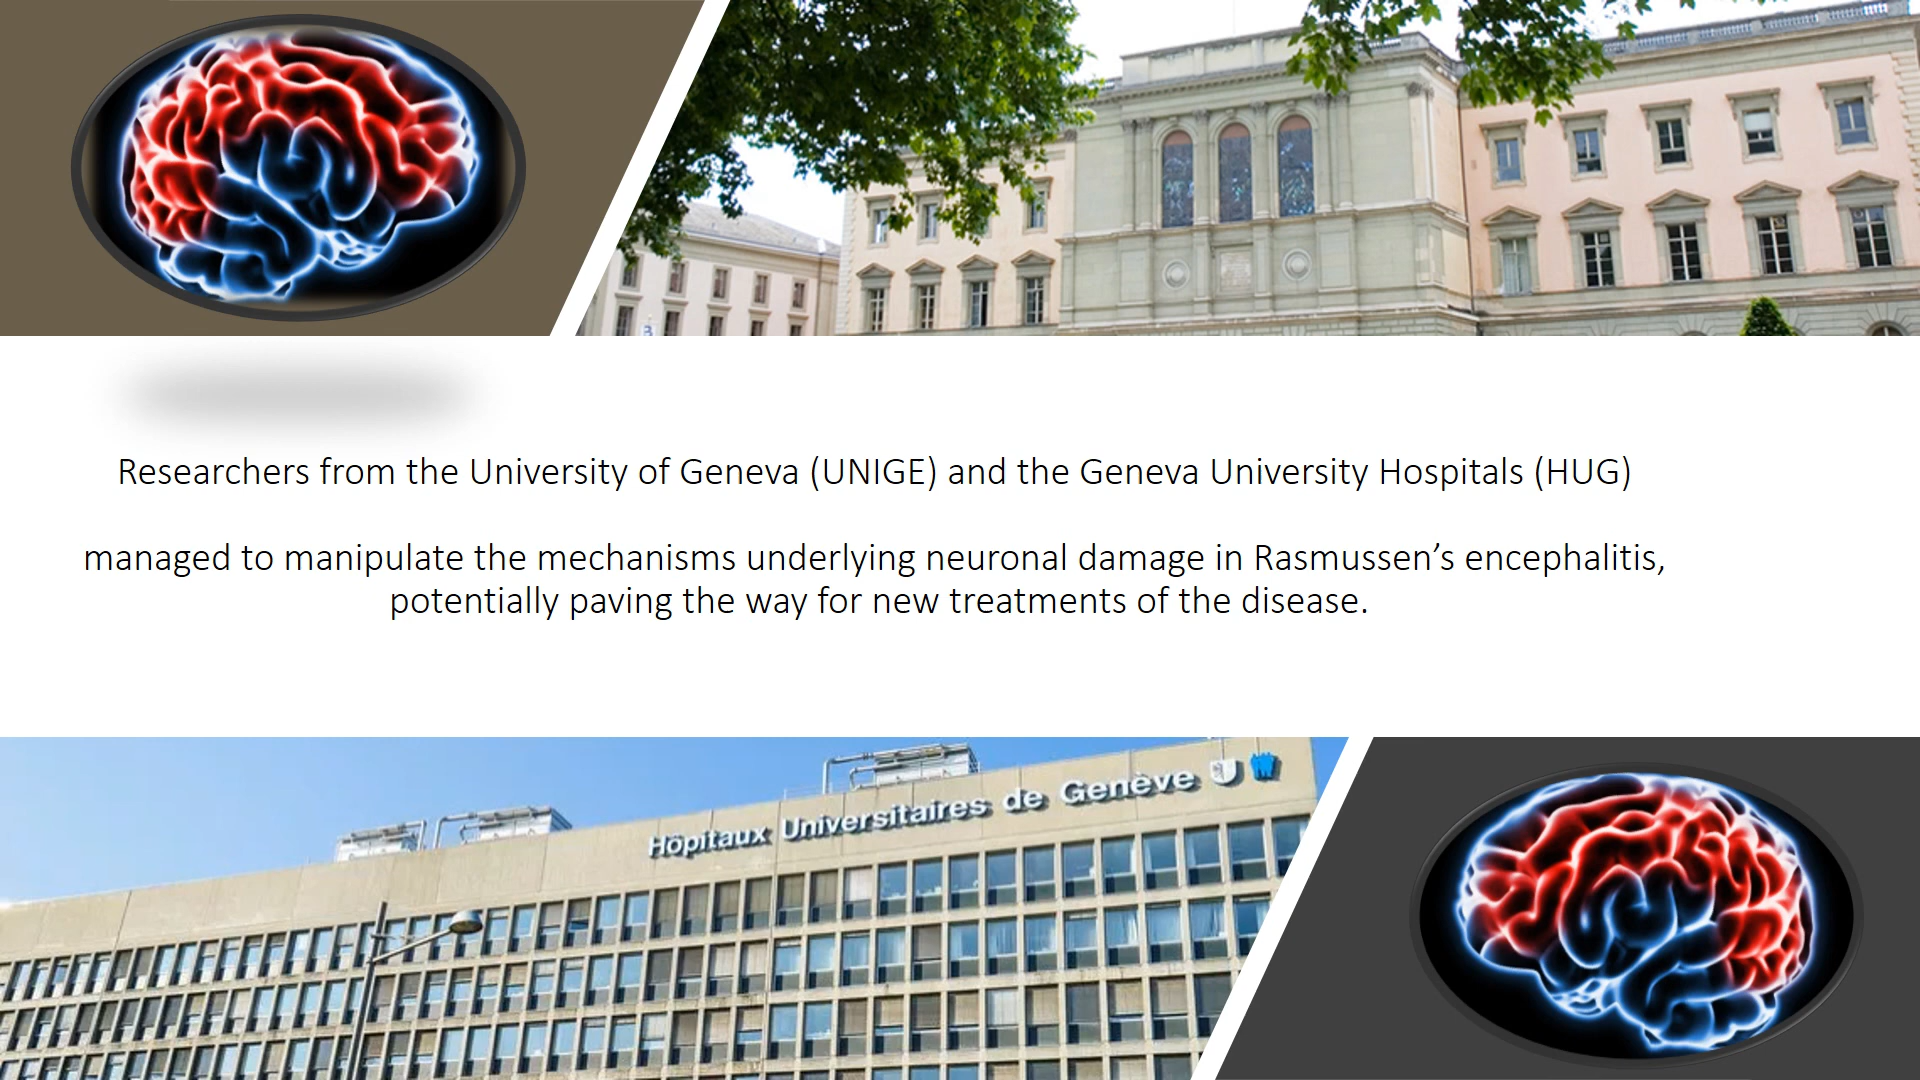 Researchers from the University of Geneva (UNIGE) and the Geneva University Hospitals (HUG)
managed to manipulate the mechanisms underlying neuronal damage in Rasmussen’s encephalitis,
potentially paving the way for new treatments of the disease.
Hôpitaux Universitaires de Genève